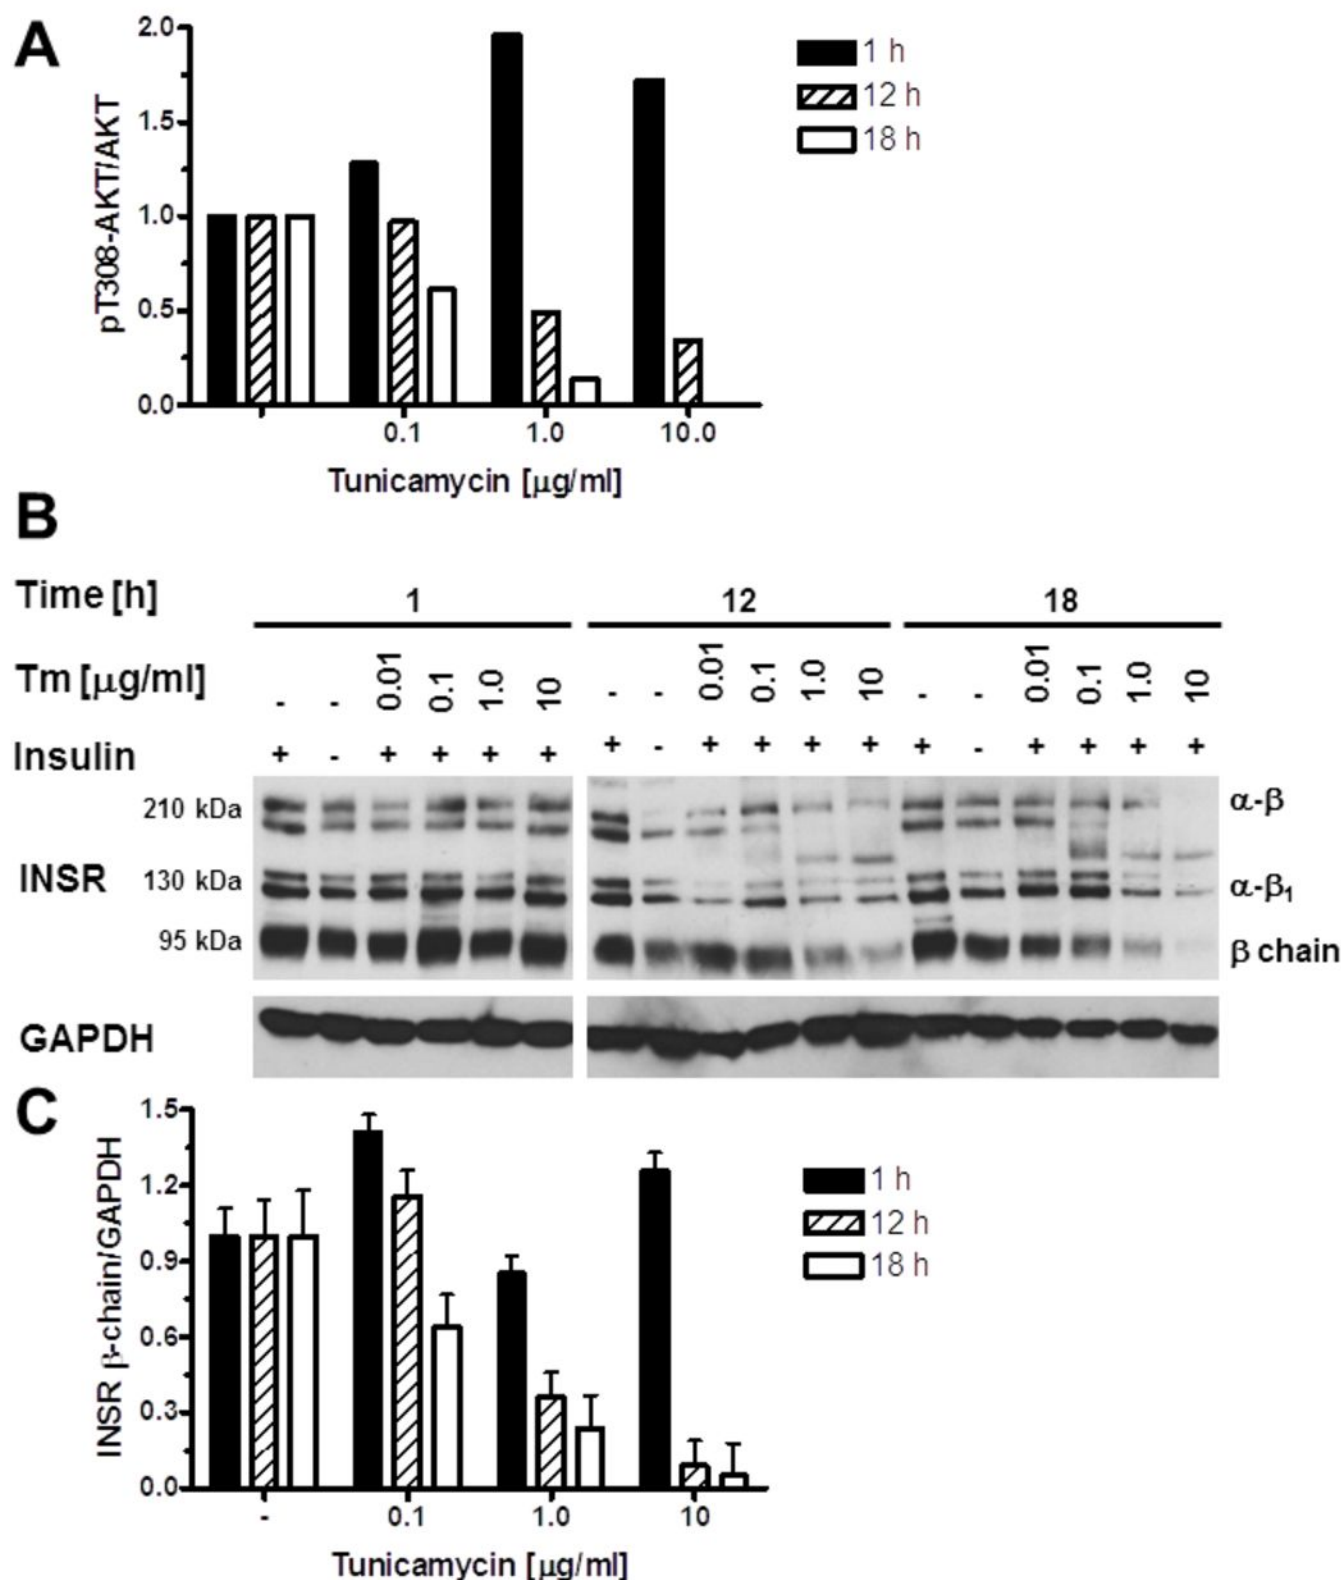 A
2.0
1.5
1.0
0.5
0.0
pT308-AKT/AKT
1 h
12 h
18 h
0.1 1.0 10.0
Tunicamycin [μg/ml]
B
Time [h] 1 12 18
Tm [μg/ml] - - 0.01 0.1 1.0 10 - - 0.01 0.1 1.0 10 - - 0.01 0.1 1.0 10
Insulin + - + + + + + - + + + + + - + + + +
210 kDa α-β
INSR 130 kDa α-β₁
95 kDa β chain
GAPDH
C
1.5
1.2
0.9
0.6
0.3
0.0
INSR β-chain/GAPDH
1 h
12 h
18 h
- 0.1 1.0 10
Tunicamycin [μg/ml]